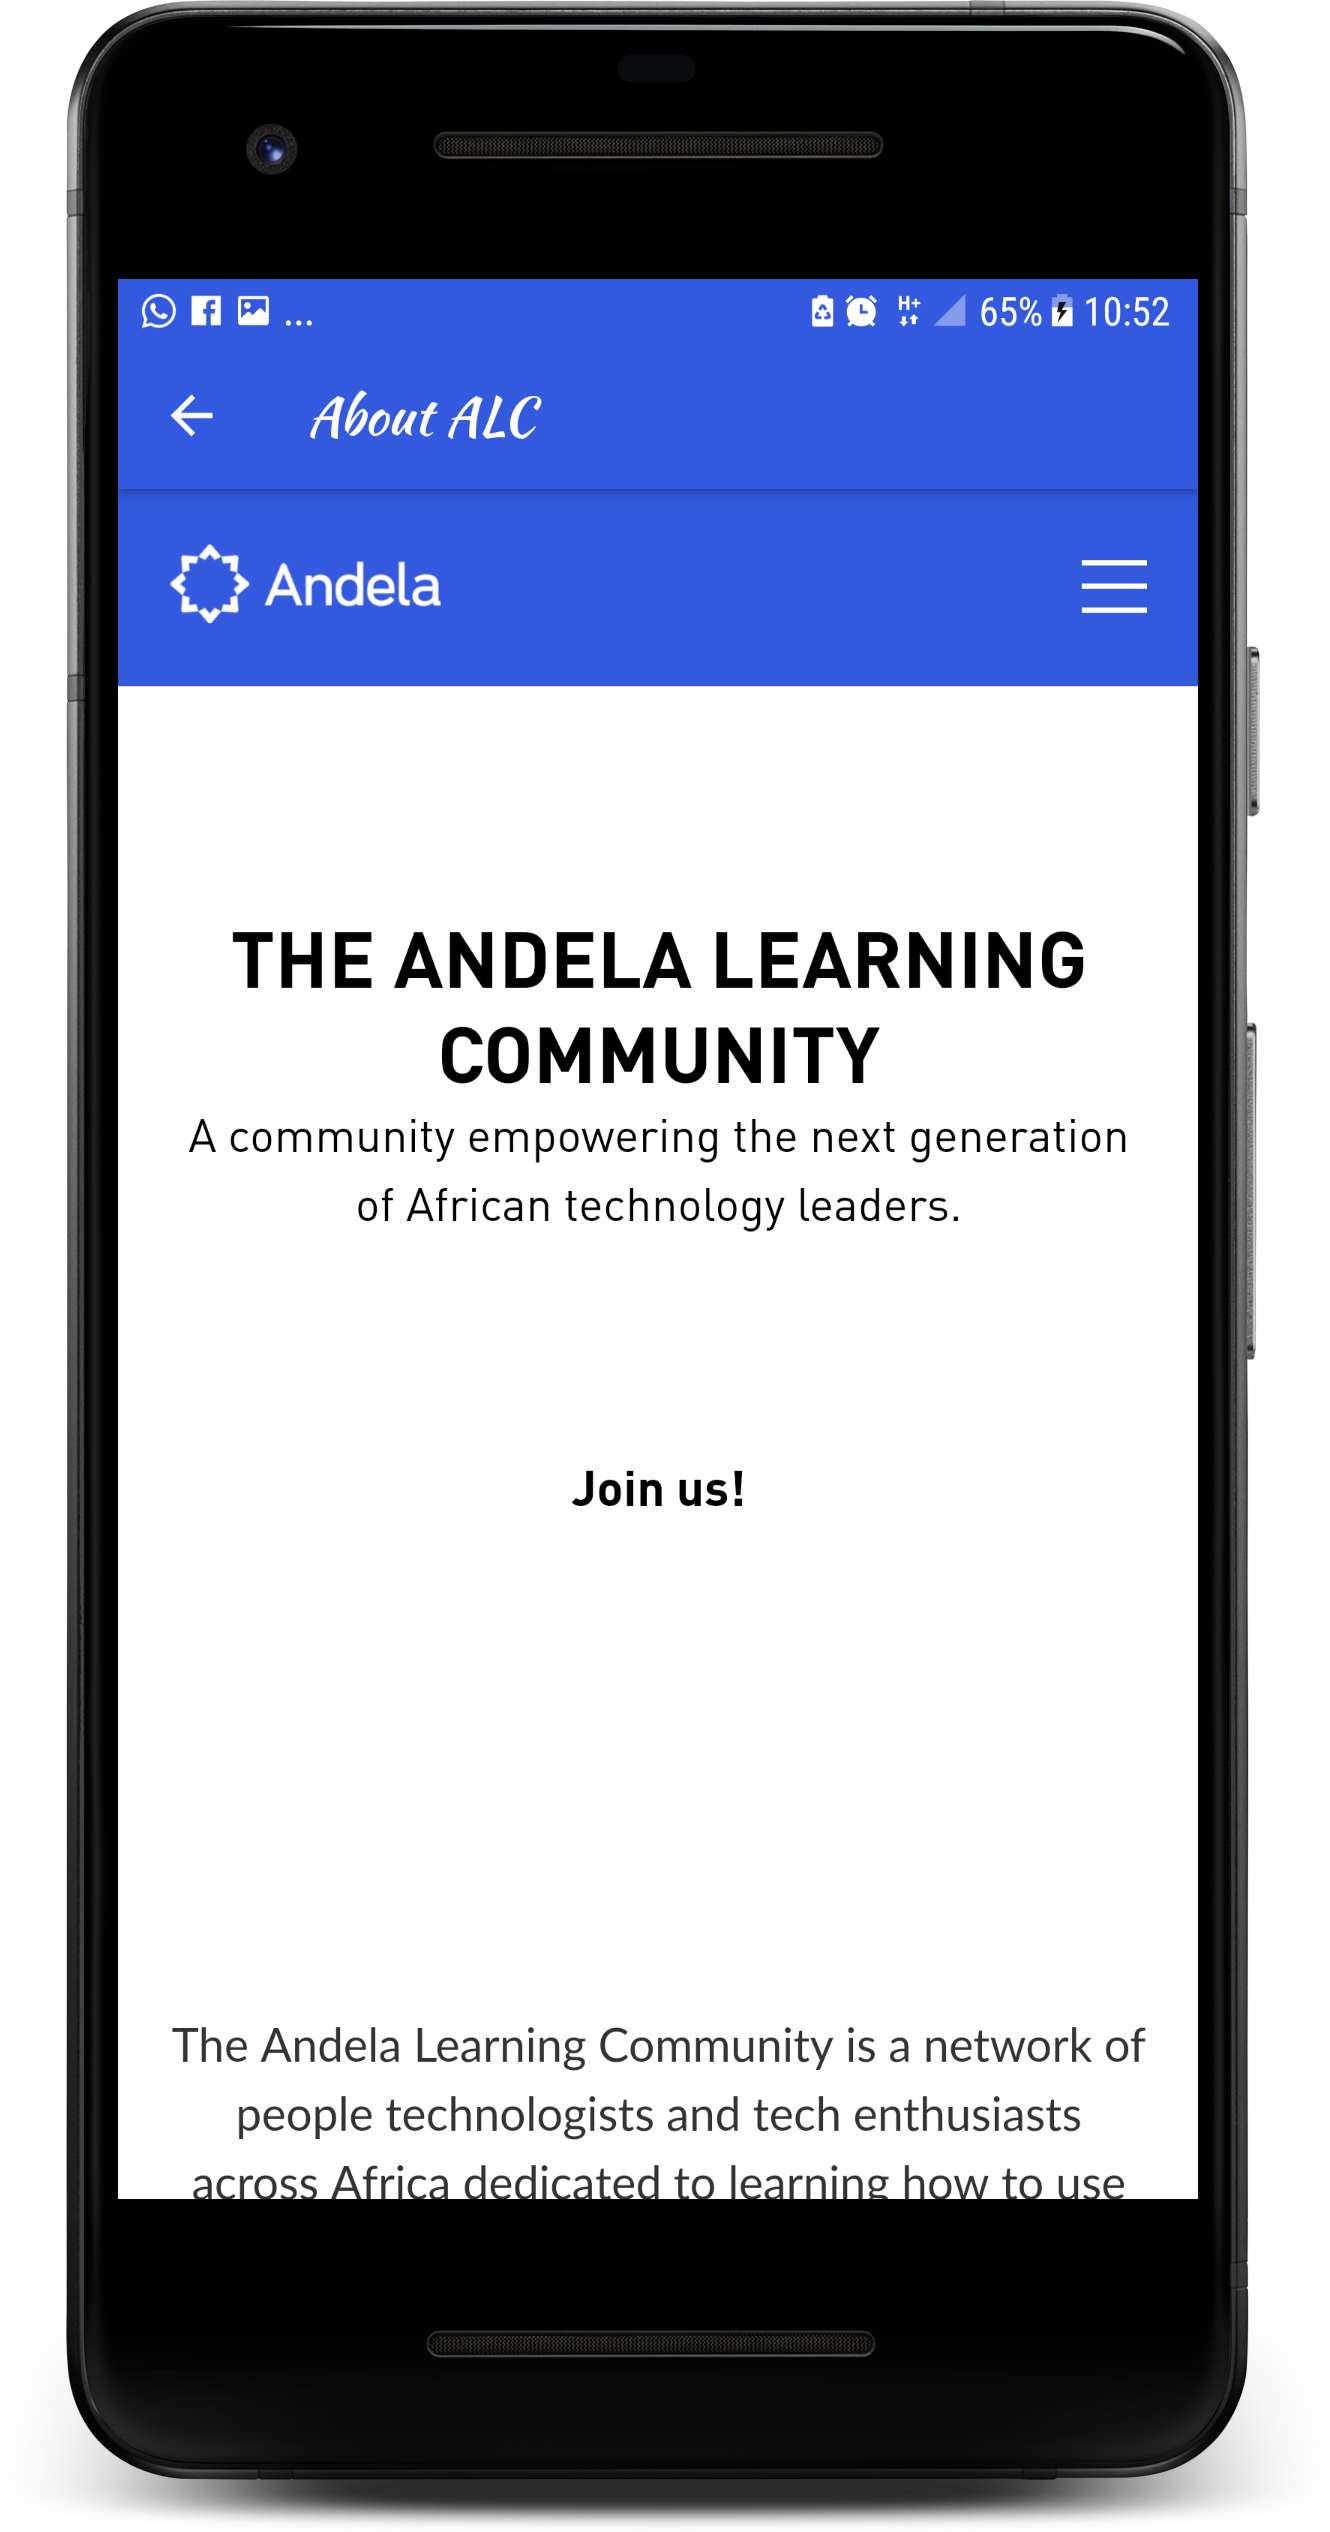 ... H+ 65% 10:52
About ALC
Andela
THE ANDELA LEARNING
COMMUNITY
A community empowering the next generation
of African technology leaders.
Join us!
The Andela Learning Community is a network of
people technologists and tech enthusiasts
across Africa dedicated to learning how to use